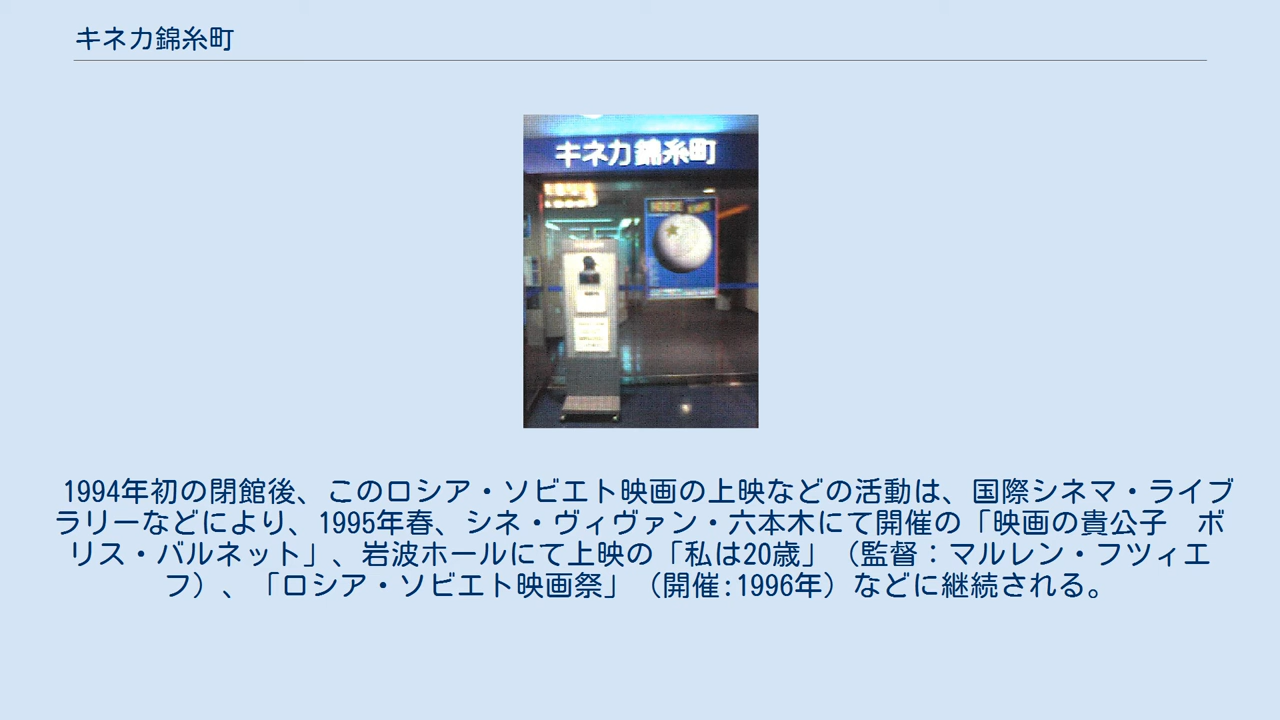 キネカ錦糸町
キネカ錦糸町
1994年初の閉館後、このロシア・ソビエト映画の上映などの活動は、国際シネマ・ライブ
ラリーなどにより、1995年春、シネ・ヴィヴァン・六本木にて開催の「映画の貴公子　ボ
リス・バルネット」、岩波ホールにて上映の「私は20歳」（監督：マルレン・フツィエ
フ）、「ロシア・ソビエト映画祭」（開催:1996年）などに継続される。